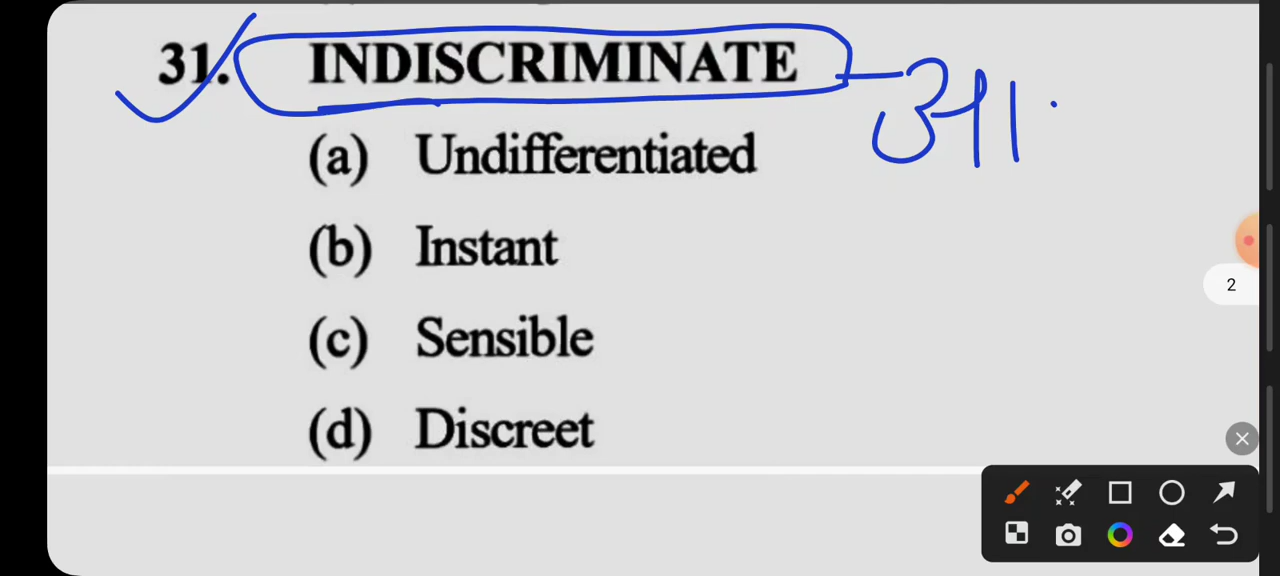 31. INDISCRIMINATE
आ
(a) Undifferentiated
(b) Instant
2
(c) Sensible
(d) Discreet